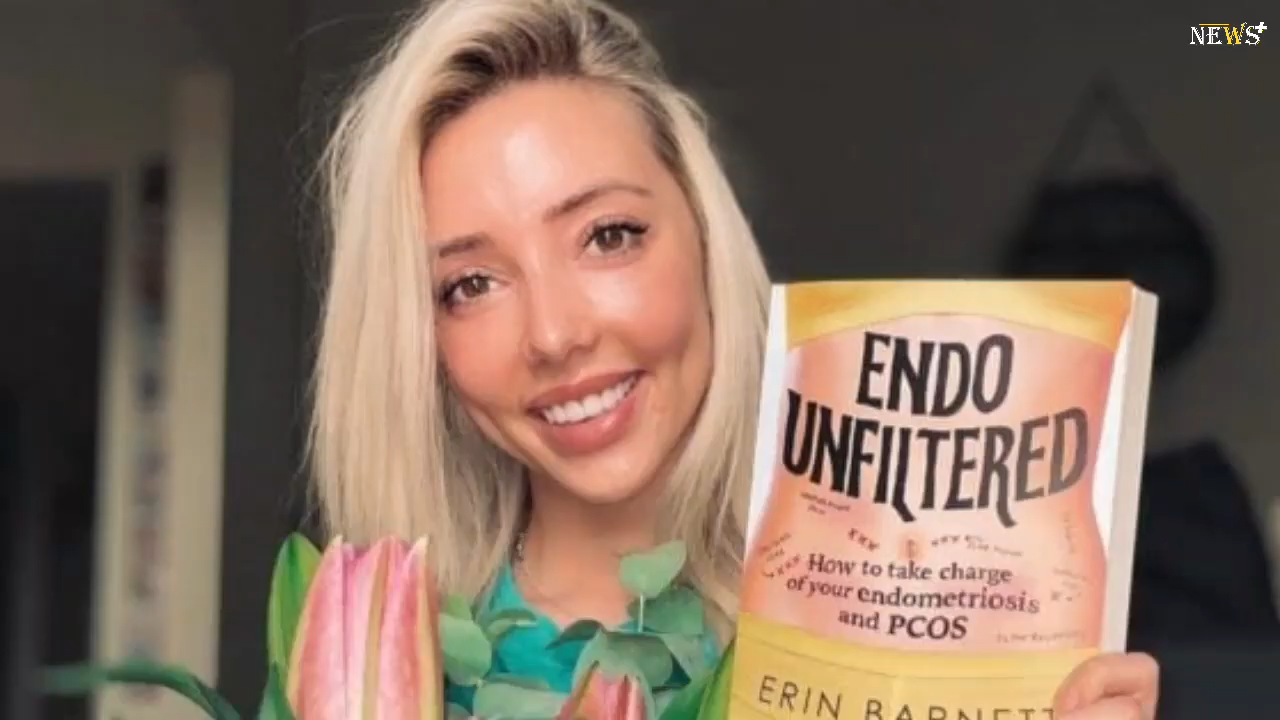 NEWS+
ENDO
UNFILTERED
How to take charge
of your endometriosis
and PCOS
ERIN BARNETT